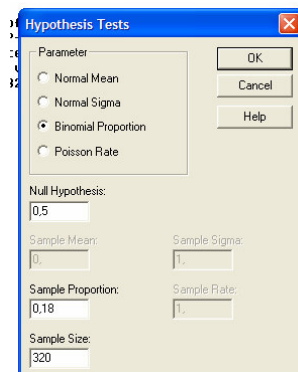 Hypothesis Tests
Parameter
OK
Normal Mean
Cancel
Normal Sigma
Help
Binomial Proportion
Poisson Rate
Null Hypothesis:
0,5
Sample Mean: Sample Sigma:
0, 1,
Sample Proportion: Sample Rate:
0,18 1,
Sample Size:
320